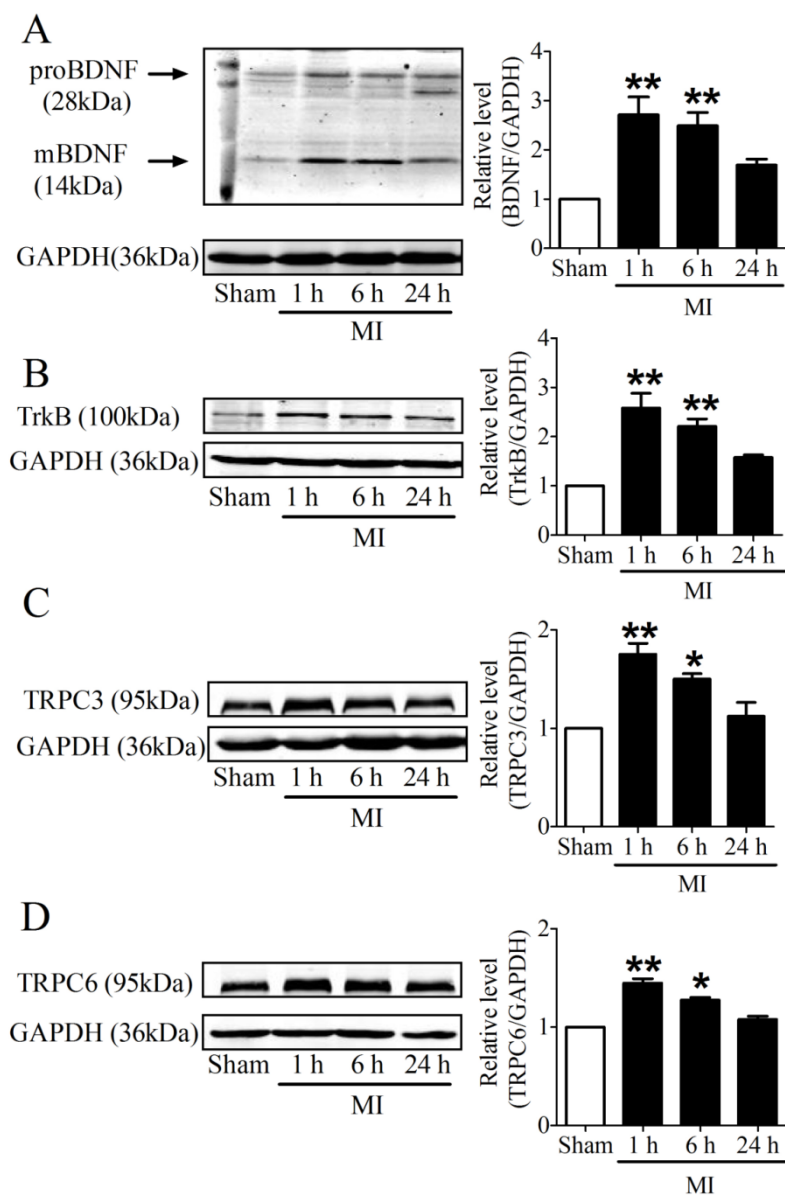 A
proBDNF
(28kDa)
mBDNF
(14kDa)
GAPDH(36kDa)
Sham 1 h 6 h 24 h
MI
Relative level
(BDNF/GAPDH)
4
3
2
1
0
** **
Sham 1 h 6 h 24 h
MI
B
TrkB (100kDa)
GAPDH (36kDa)
Sham 1 h 6 h 24 h
MI
Relative level
(TrkB/GAPDH)
4
3
2
1
0
** **
Sham 1 h 6 h 24 h
MI
C
TRPC3 (95kDa)
GAPDH (36kDa)
Sham 1 h 6 h 24 h
MI
Relative level
(TRPC3/GAPDH)
2
1
0
** *
Sham 1 h 6 h 24 h
MI
D
TRPC6 (95kDa)
GAPDH (36kDa)
Sham 1 h 6 h 24 h
MI
Relative level
(TRPC6/GAPDH)
2
1
0
** *
Sham 1 h 6 h 24 h
MI